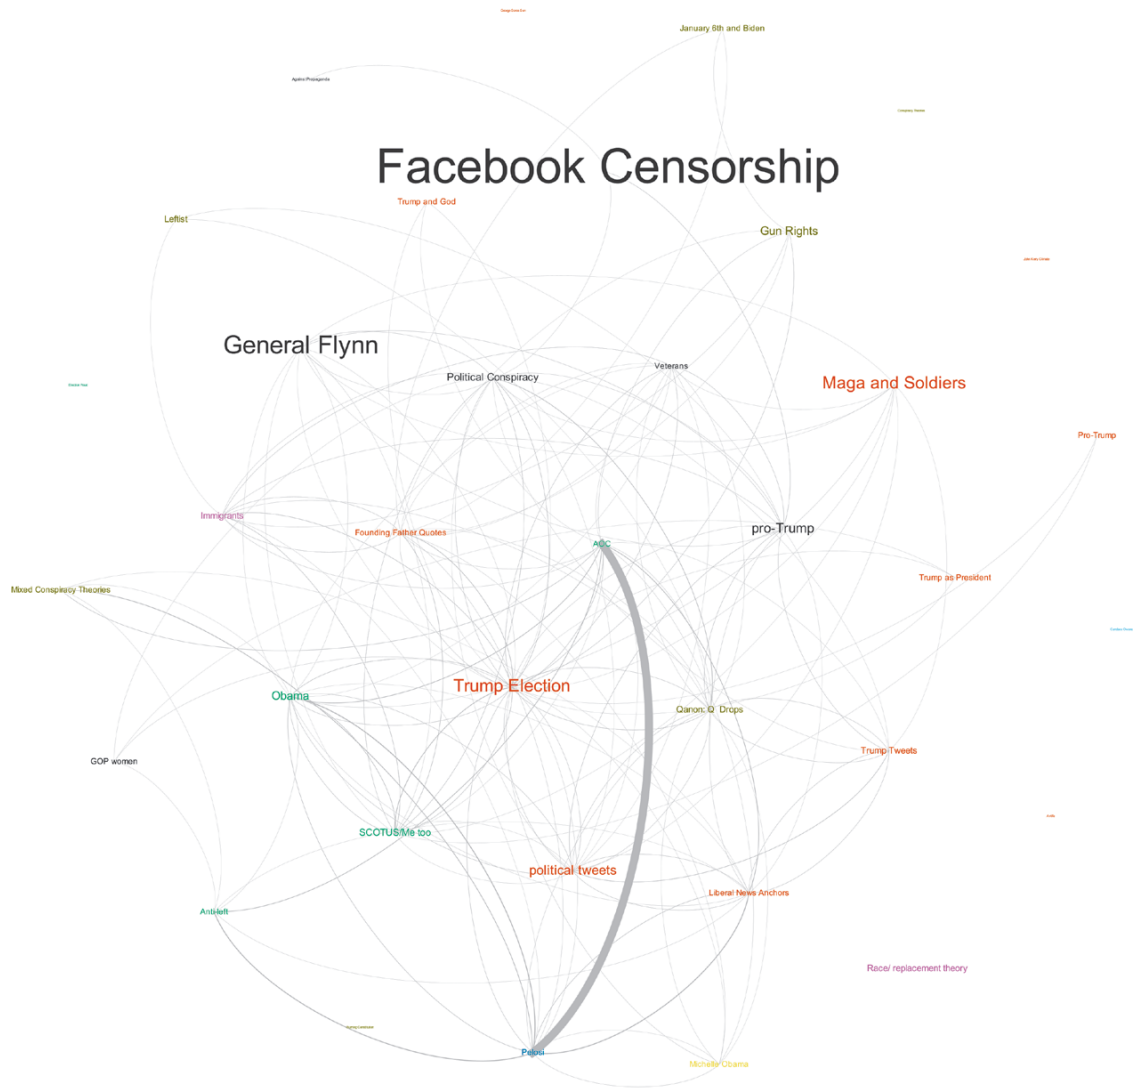 January 6th and Biden
Against Propaganda
Facebook Censorship
Trump and God
Leftist
Gun Rights
General Flynn
Veterans
Political Conspiracy
Maga and Soldiers
Pro-Trump
Immigrants
pro-Trump
Founding Father Quotes
AOC
Trump as President
Mixed Conspiracy Theories
Trump Election
Obama
Qanon: Q Drops
Trump Tweets
GOP women
SCOTUS/Me too
political tweets
Liberal News Anchors
Anti-left
Race/ replacement theory
Pelosi
Michelle Obama